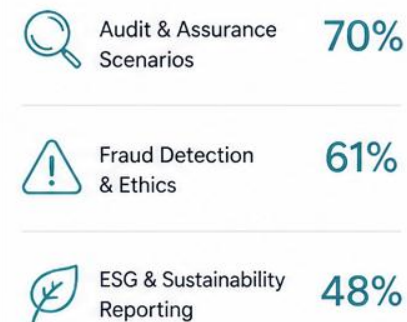 Audit & Assurance
Scenarios
70%
Fraud Detection
& Ethics
61%
ESG & Sustainability
Reporting
48%